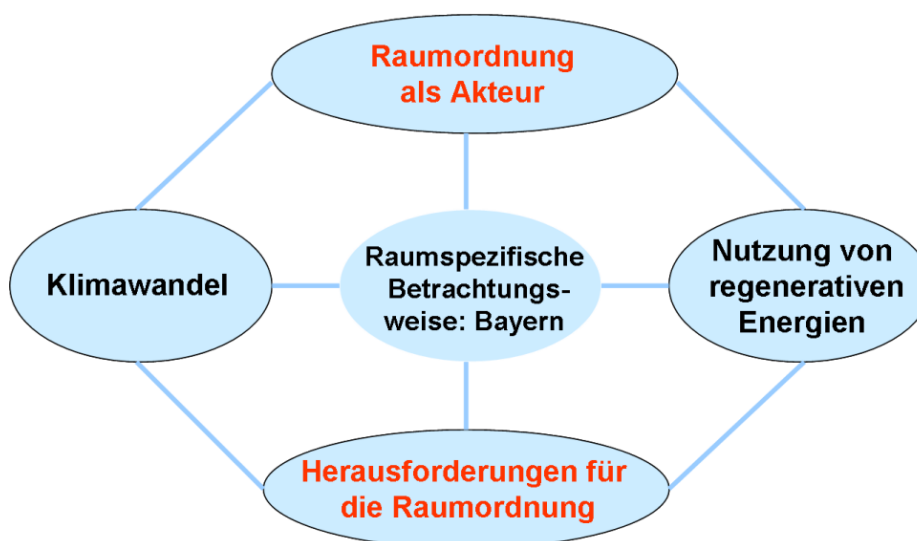 Raumordnung
als Akteur
Klimawandel
Raumspezifische
Betrachtungs-
weise: Bayern
Nutzung von
regenerativen
Energien
Herausforderungen für
die Raumordnung